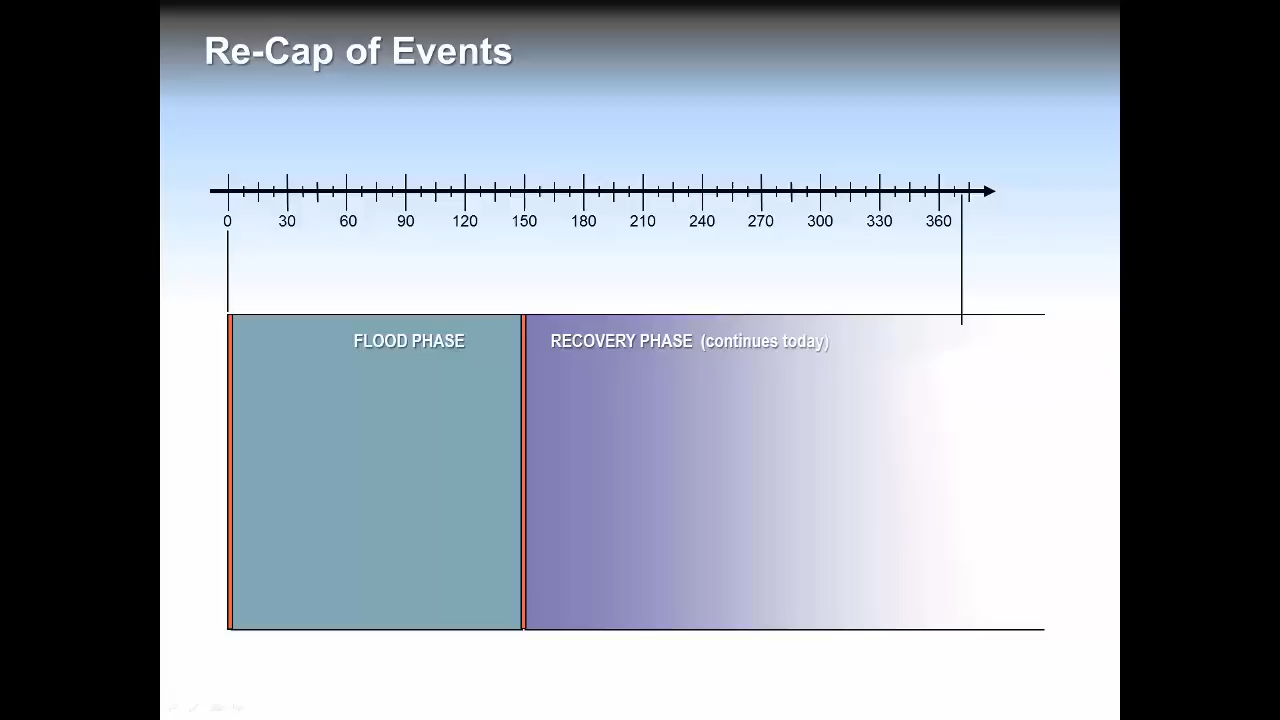 Re-Cap of Events
0 30 60 90 120 150 180 210 240 270 300 330 360
FLOOD PHASE RECOVERY PHASE (continues today)